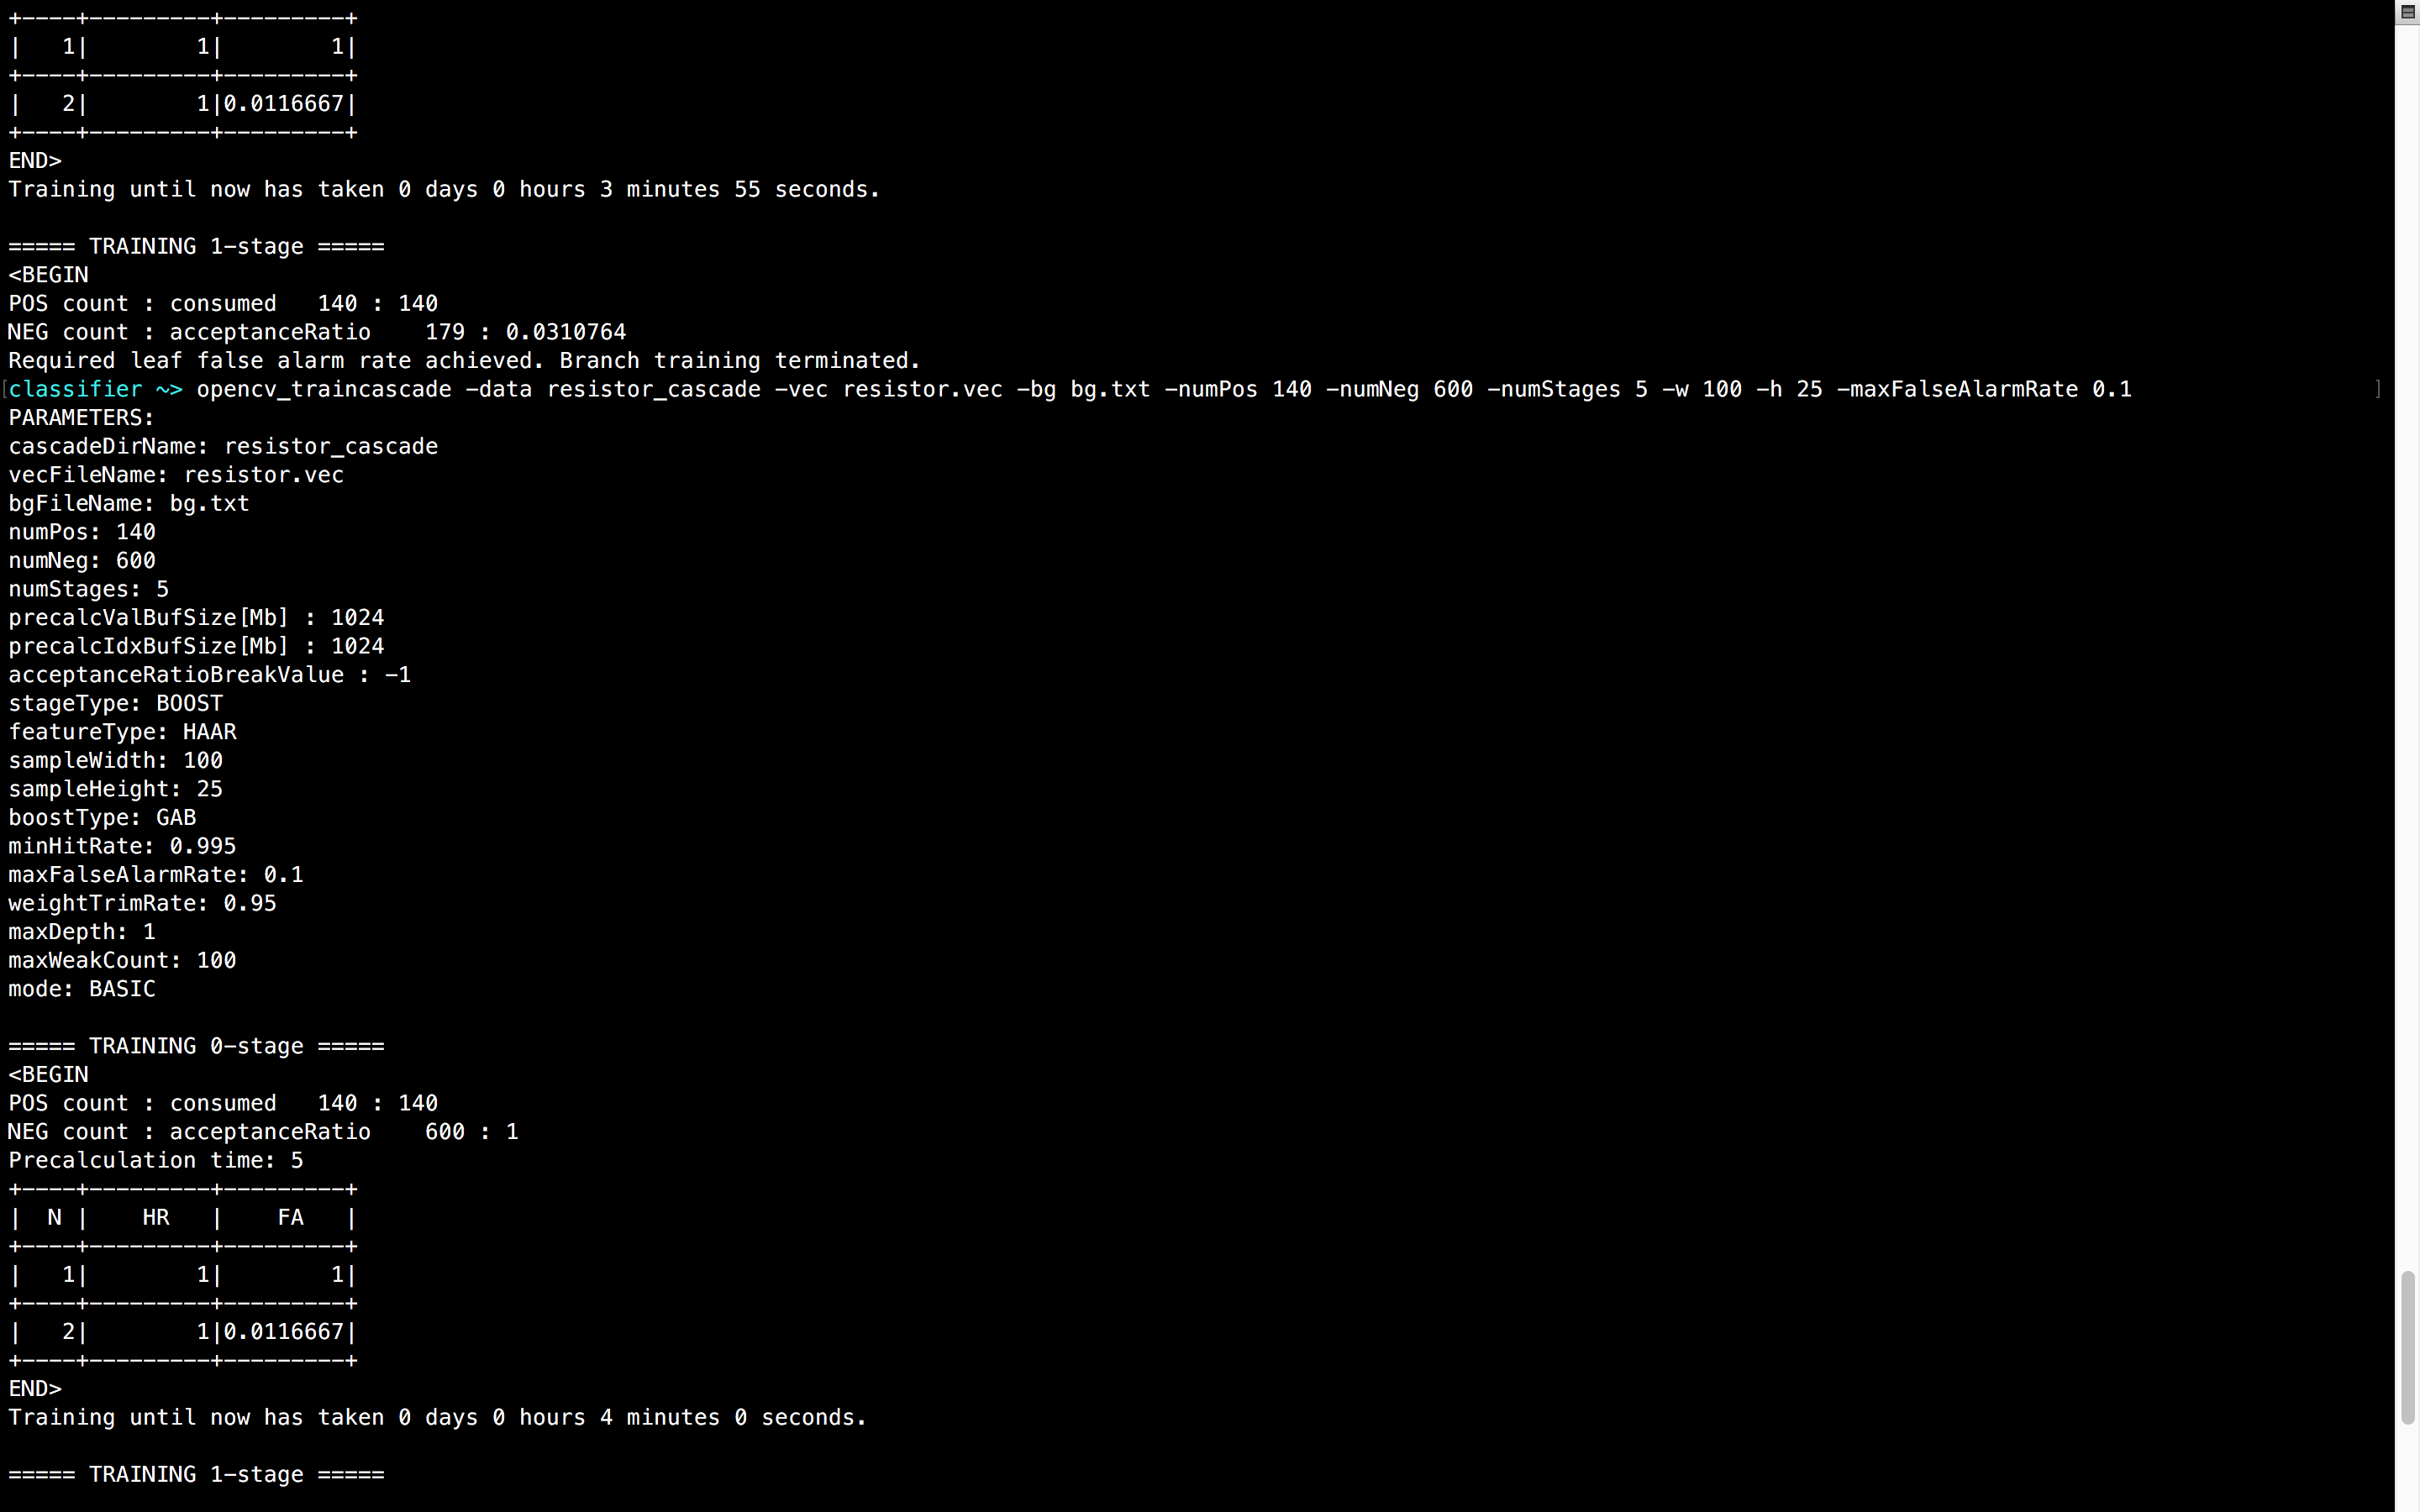 +----+---------+---------+
|   1|        1|        1|
+----+---------+---------+
|   2|        1|0.0116667|
+----+---------+---------+
END>
Training until now has taken 0 days 0 hours 3 minutes 55 seconds.

===== TRAINING 1-stage =====
<BEGIN
POS count : consumed   140 : 140
NEG count : acceptanceRatio    179 : 0.0310764
Required leaf false alarm rate achieved. Branch training terminated.
[classifier ~> opencv_traincascade -data resistor_cascade -vec resistor.vec -bg bg.txt -numPos 140 -numNeg 600 -numStages 5 -w 100 -h 25 -maxFalseAlarmRate 0.1 ]
PARAMETERS:
cascadeDirName: resistor_cascade
vecFileName: resistor.vec
bgFileName: bg.txt
numPos: 140
numNeg: 600
numStages: 5
precalcValBufSize[Mb] : 1024
precalcIdxBufSize[Mb] : 1024
acceptanceRatioBreakValue : -1
stageType: BOOST
featureType: HAAR
sampleWidth: 100
sampleHeight: 25
boostType: GAB
minHitRate: 0.995
maxFalseAlarmRate: 0.1
weightTrimRate: 0.95
maxDepth: 1
maxWeakCount: 100
mode: BASIC

===== TRAINING 0-stage =====
<BEGIN
POS count : consumed   140 : 140
NEG count : acceptanceRatio    600 : 1
Precalculation time: 5
+----+---------+---------+
|  N |    HR   |    FA   |
+----+---------+---------+
|   1|        1|        1|
+----+---------+---------+
|   2|        1|0.0116667|
+----+---------+---------+
END>
Training until now has taken 0 days 0 hours 4 minutes 0 seconds.

===== TRAINING 1-stage =====